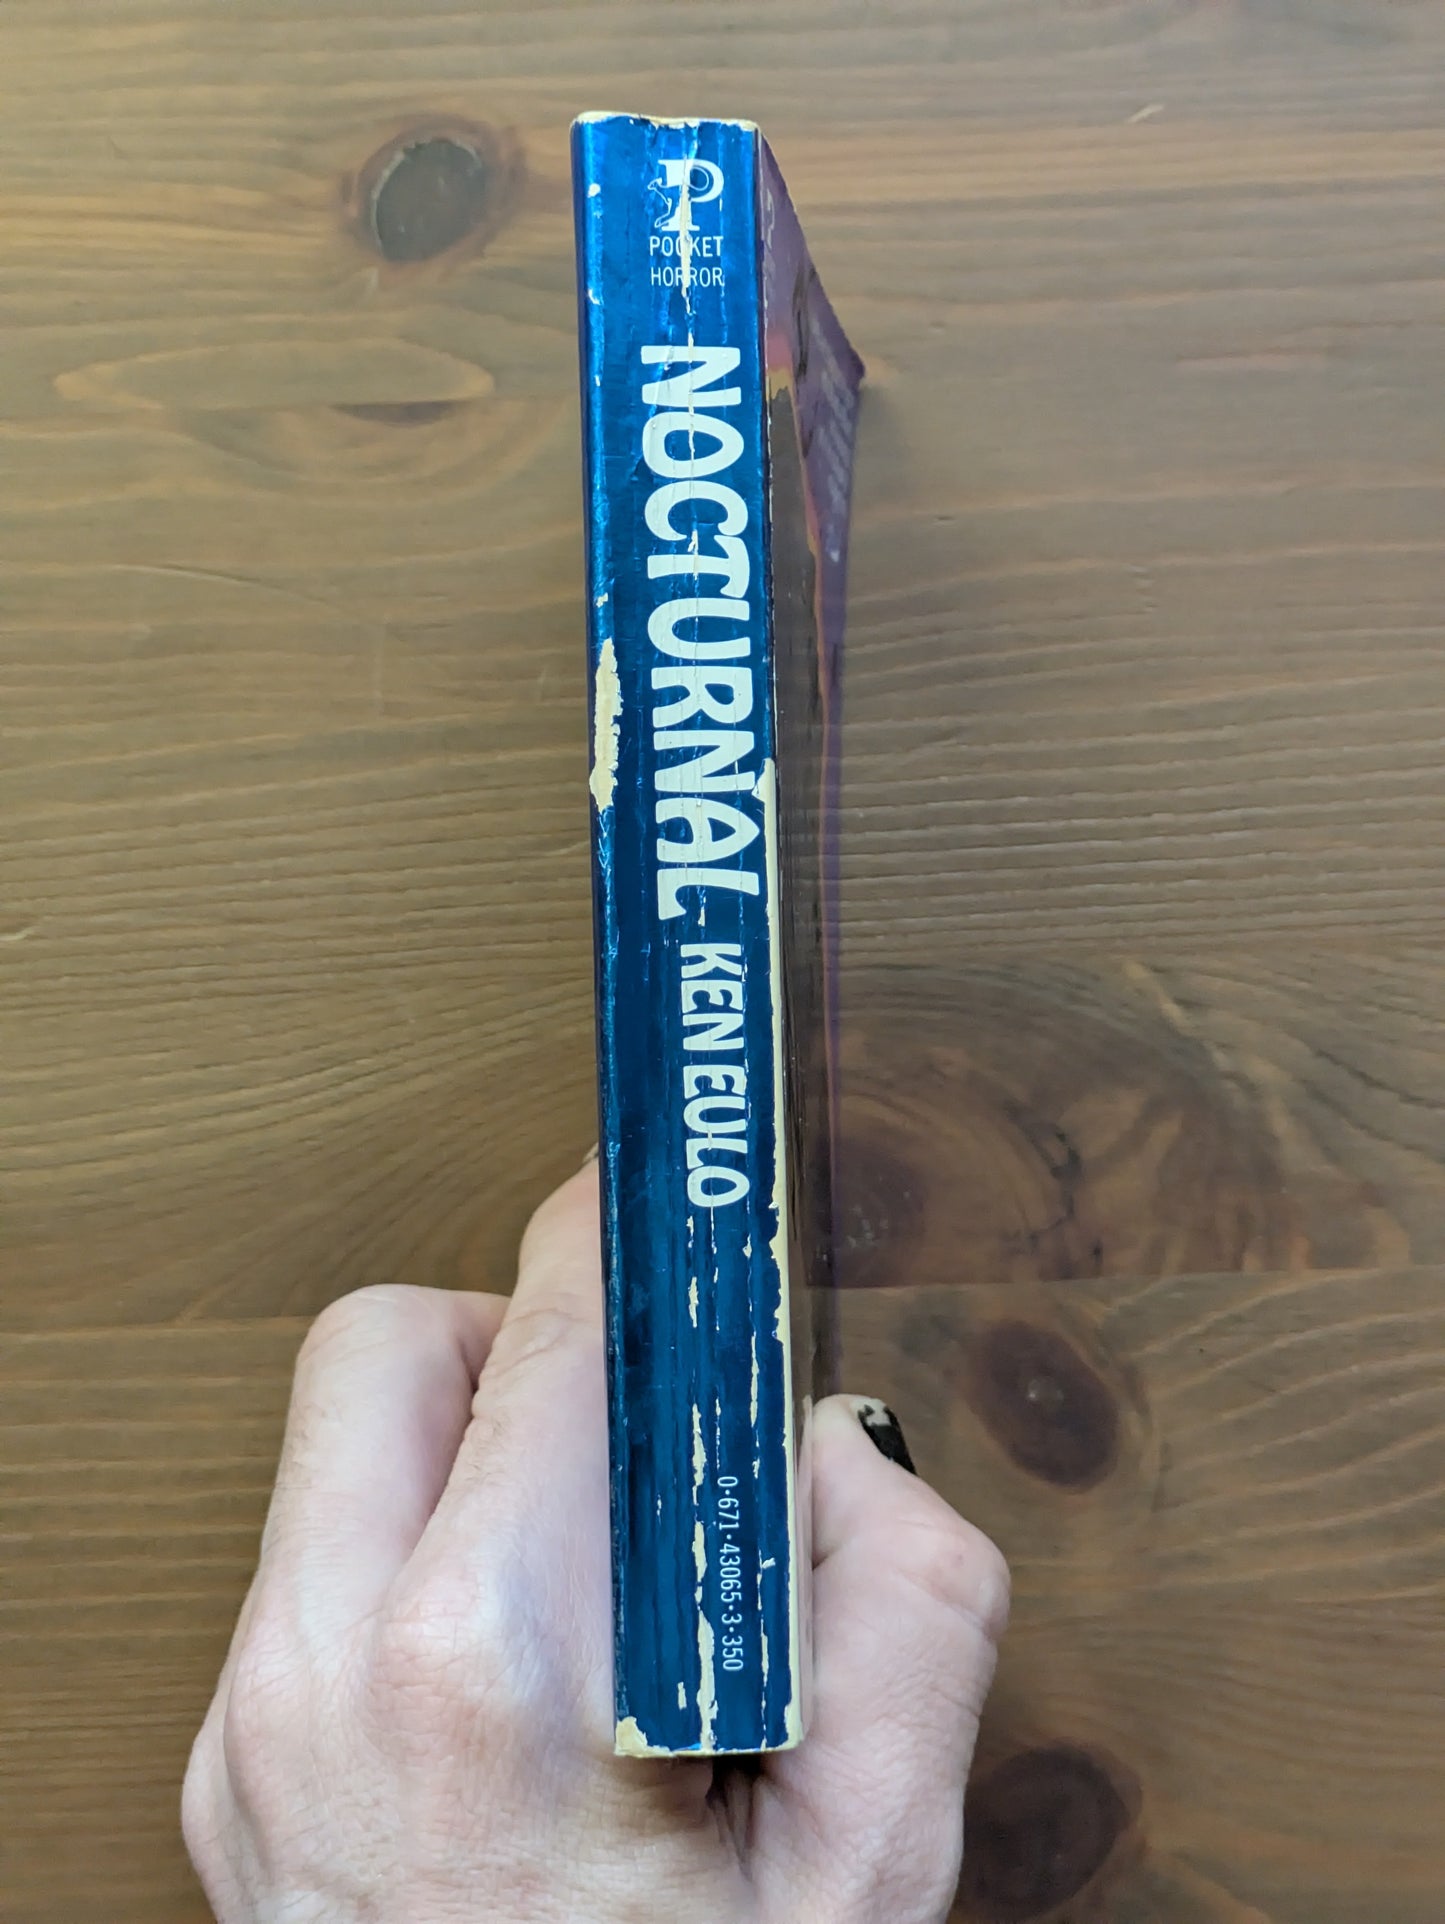 P
POCKET
HORROR
NOCTURNAL KEN EULO
0·671·43065·3·350